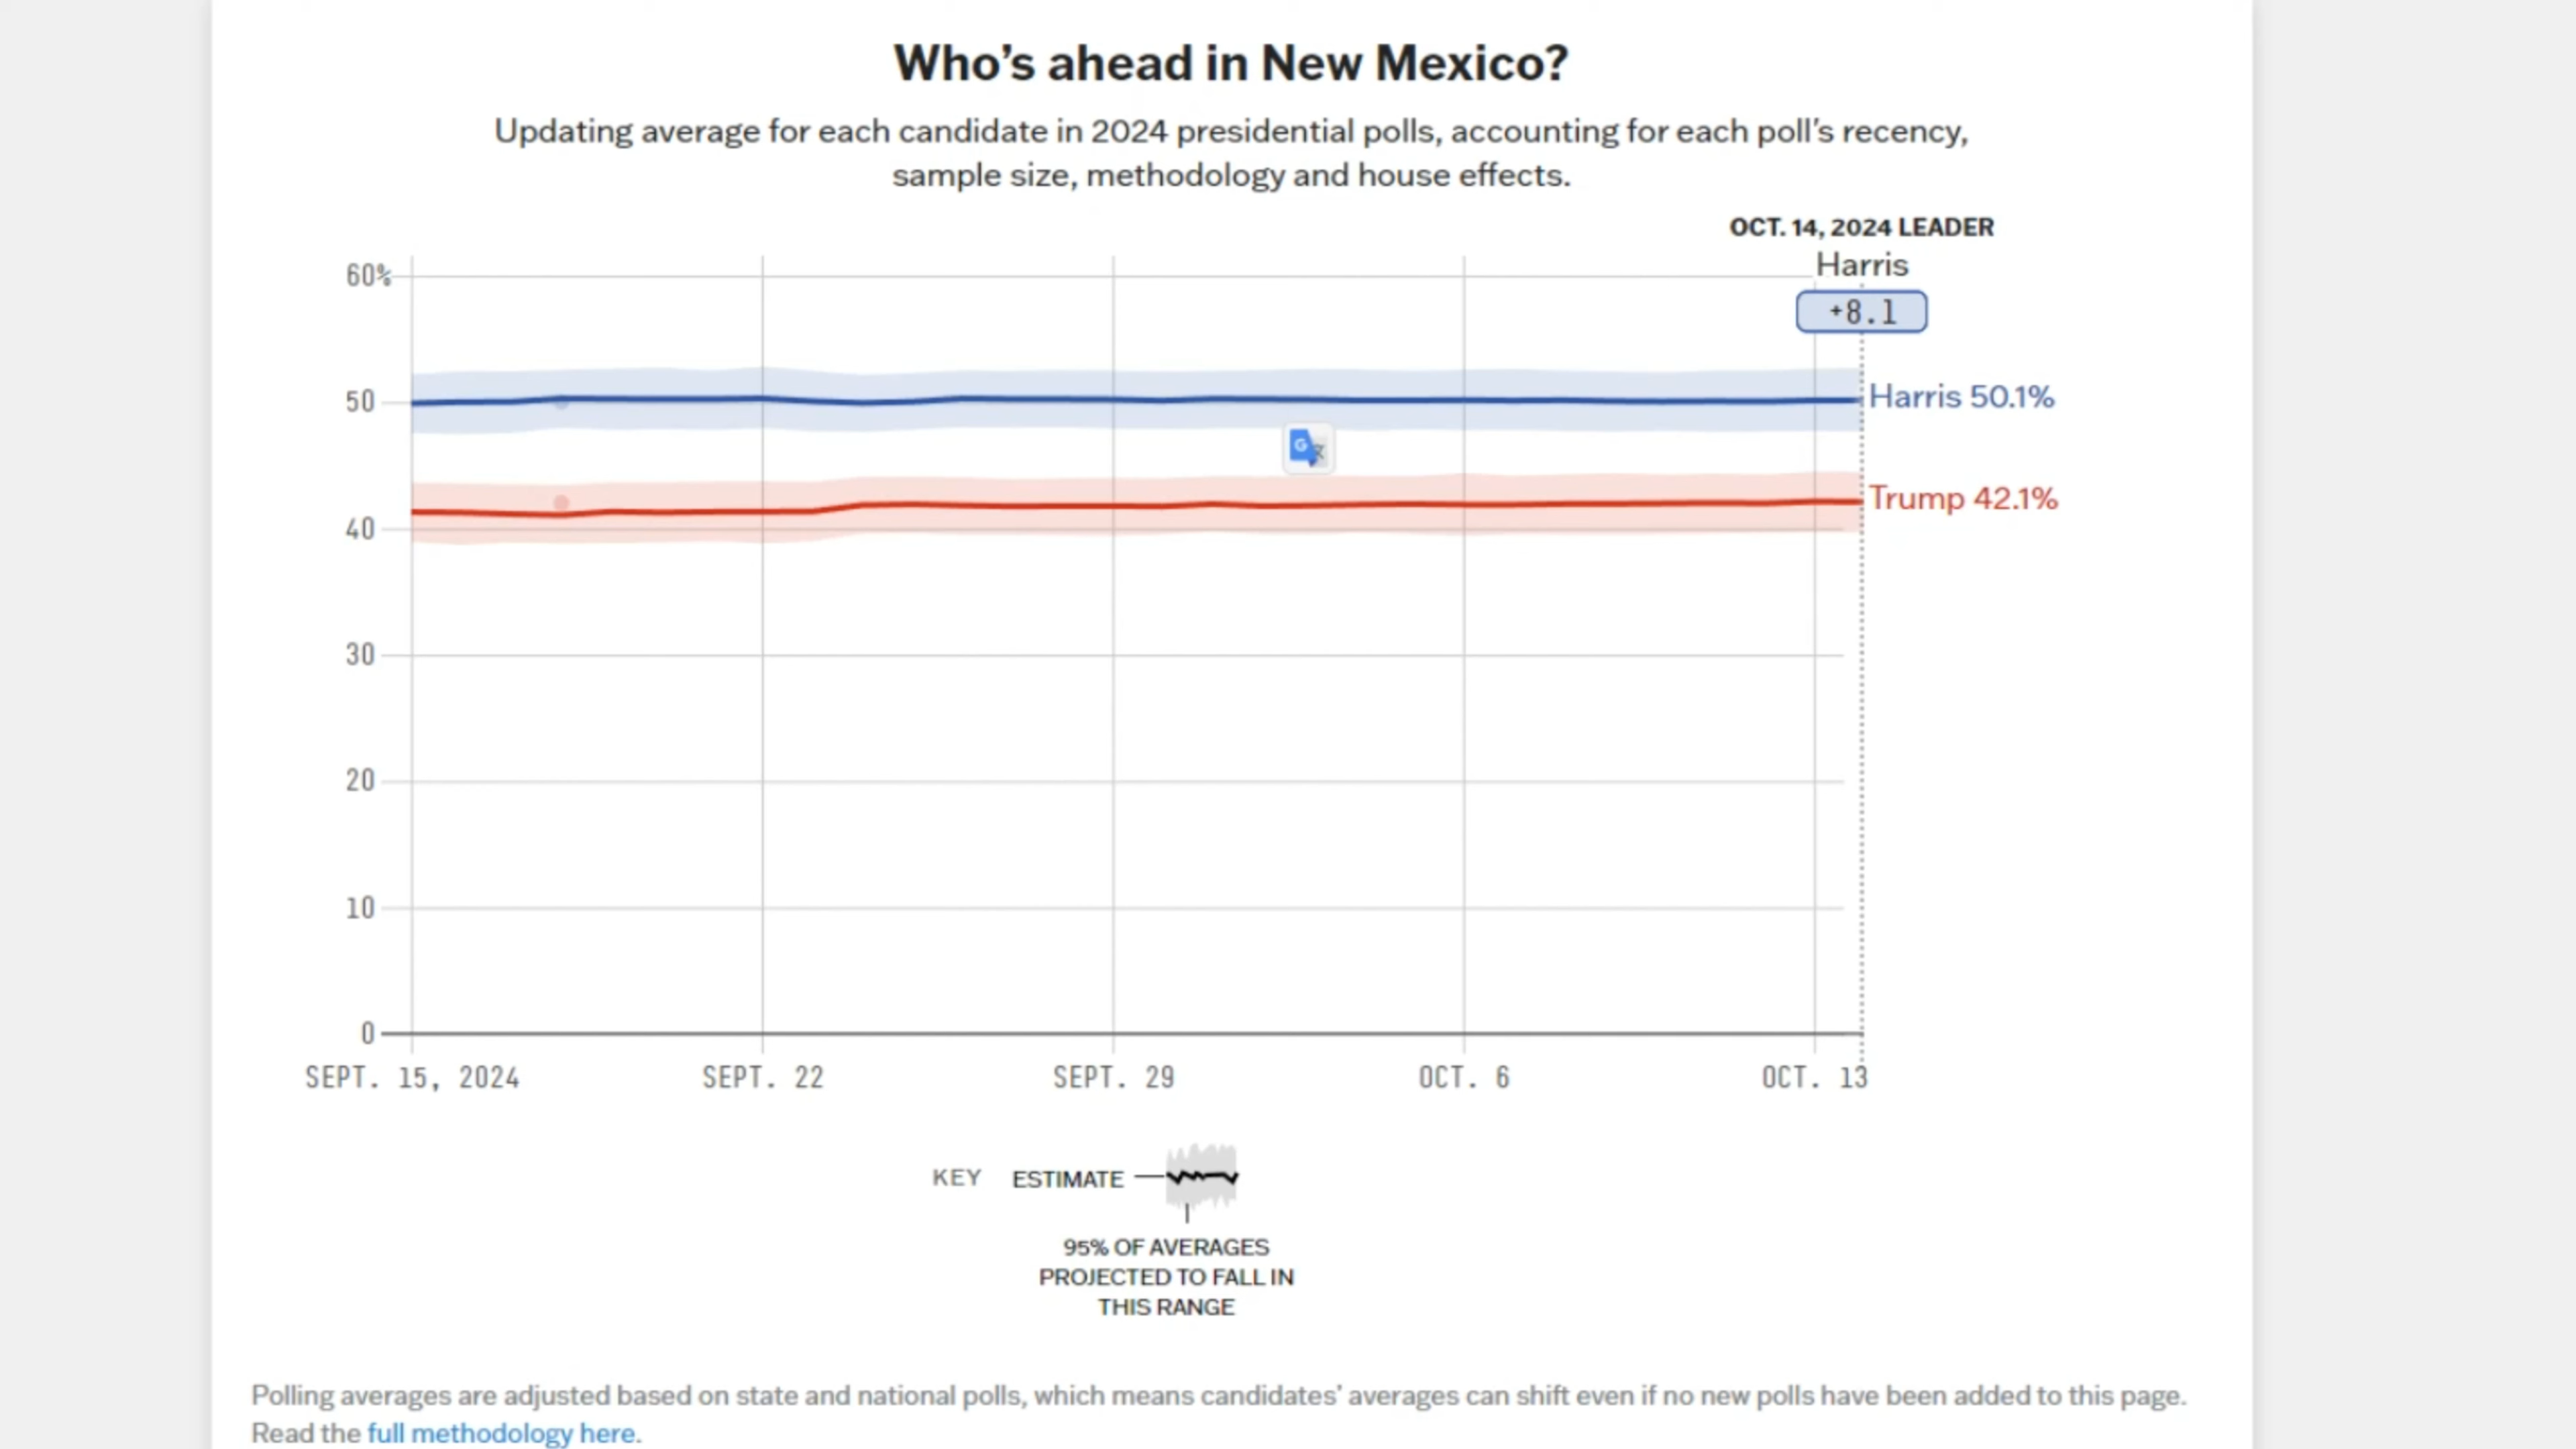 Who's ahead in New Mexico?
Updating average for each candidate in 2024 presidential polls, accounting for each poll's recency,
sample size, methodology and house effects.
OCT. 14, 2024 LEADER
Harris
+8.1
60%
50
40
30
20
10
0
Harris 50.1%
Trump 42.1%
G
文
SEPT. 15, 2024
SEPT. 22
SEPT. 29
OCT. 6
OCT. 13
KEY
ESTIMATE
95% OF AVERAGES
PROJECTED TO FALL IN
THIS RANGE
Polling averages are adjusted based on state and national polls, which means candidates' averages can shift even if no new polls have been added to this page.
Read the full methodology here.